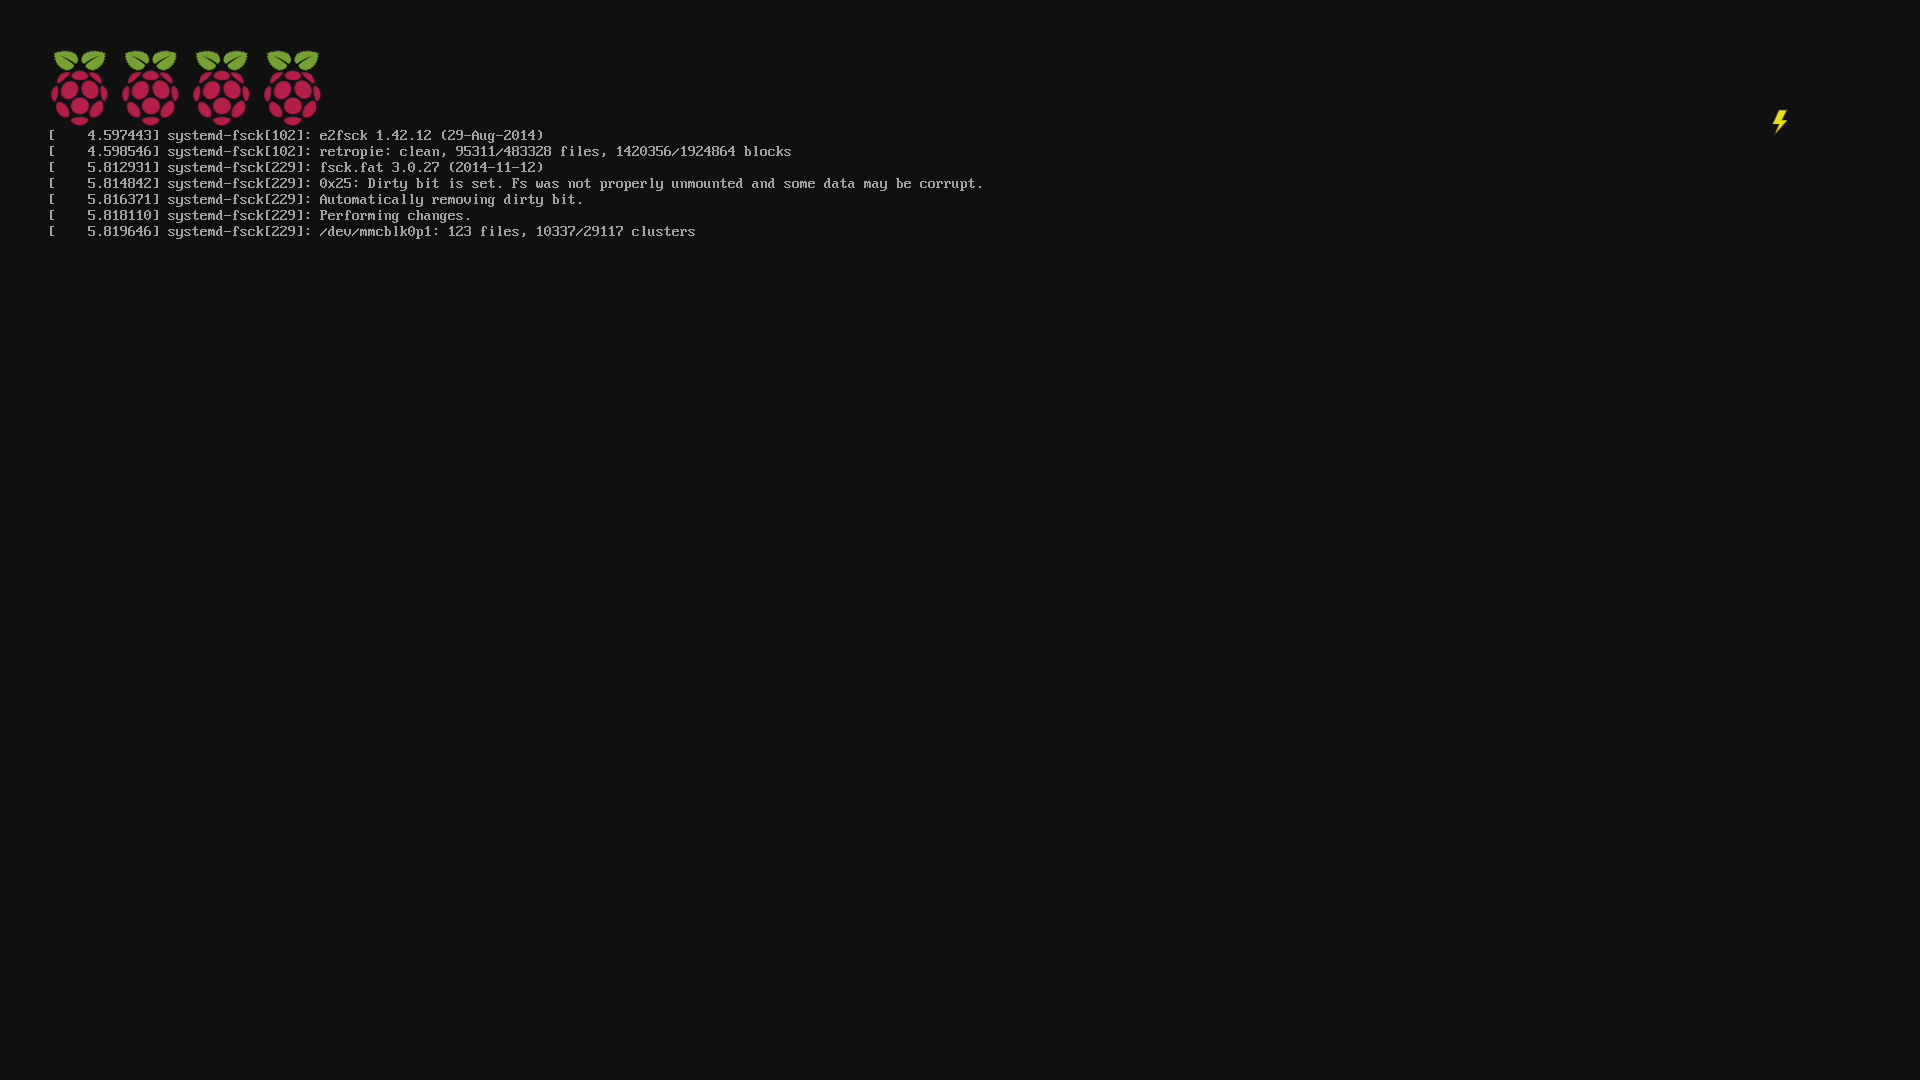 [    4.597443] systemd-fsck[102]: e2fsck 1.42.12 (29-Aug-2014)
[    4.598546] systemd-fsck[102]: retropie: clean, 95311/483328 files, 1420356/1924864 blocks
[    5.812931] systemd-fsck[229]: fsck.fat 3.0.27 (2014-11-12)
[    5.814842] systemd-fsck[229]: 0x25: Dirty bit is set. Fs was not properly unmounted and some data may be corrupt.
[    5.816371] systemd-fsck[229]: Automatically removing dirty bit.
[    5.818110] systemd-fsck[229]: Performing changes.
[    5.819646] systemd-fsck[229]: /dev/mmcblk0p1: 123 files, 10337/29117 clusters